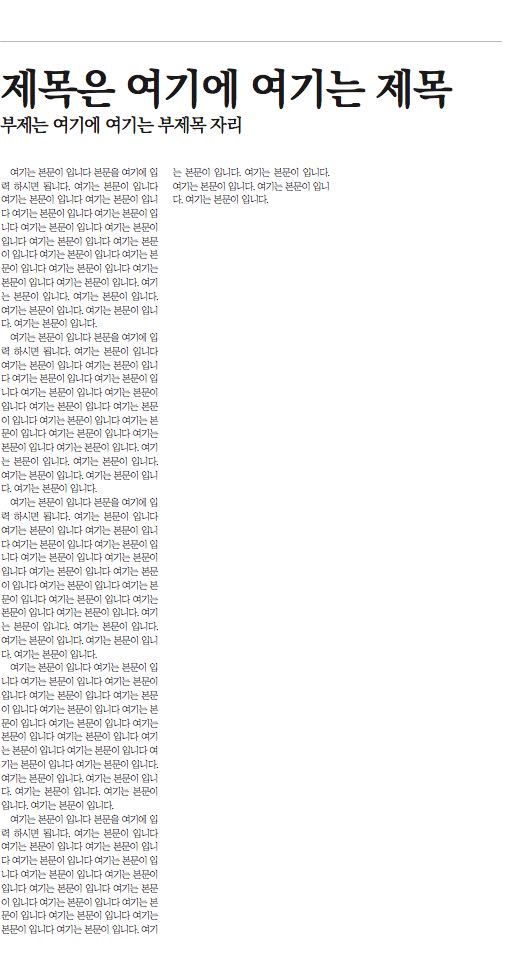 제목은 여기에 여기는 제목
부제는 여기에 여기는 부제목 자리
여기는 본문이 입니다 본문을 여기에 입
력 하시면 됩니다. 여기는 본문이 입니다
여기는 본문이 입니다 여기는 본문이 입니
다 여기는 본문이 입니다 여기는 본문이 입
니다 여기는 본문이 입니다 여기는 본문이
입니다 여기는 본문이 입니다 여기는 본문
이 입니다 여기는 본문이 입니다 여기는 본
문이 입니다 여기는 본문이 입니다 여기는
본문이 입니다 여기는 본문이 입니다. 여기
는 본문이 입니다. 여기는 본문이 입니다.
여기는 본문이 입니다. 여기는 본문이 입니
다. 여기는 본문이 입니다.
여기는 본문이 입니다 본문을 여기에 입
력 하시면 됩니다. 여기는 본문이 입니다
여기는 본문이 입니다 여기는 본문이 입니
다 여기는 본문이 입니다 여기는 본문이 입
니다 여기는 본문이 입니다 여기는 본문이
입니다 여기는 본문이 입니다 여기는 본문
이 입니다 여기는 본문이 입니다 여기는 본
문이 입니다 여기는 본문이 입니다 여기는
본문이 입니다 여기는 본문이 입니다. 여기
는 본문이 입니다. 여기는 본문이 입니다.
여기는 본문이 입니다. 여기는 본문이 입니
다. 여기는 본문이 입니다.
여기는 본문이 입니다 본문을 여기에 입
력 하시면 됩니다. 여기는 본문이 입니다
여기는 본문이 입니다 여기는 본문이 입니
다 여기는 본문이 입니다 여기는 본문이 입
니다 여기는 본문이 입니다 여기는 본문이
입니다 여기는 본문이 입니다 여기는 본문
이 입니다 여기는 본문이 입니다 여기는 본
문이 입니다 여기는 본문이 입니다 여기는
본문이 입니다 여기는 본문이 입니다. 여기
는 본문이 입니다. 여기는 본문이 입니다.
여기는 본문이 입니다. 여기는 본문이 입니
다. 여기는 본문이 입니다.
여기는 본문이 입니다 여기는 본문이 입
니다 여기는 본문이 입니다 여기는 본문이
입니다 여기는 본문이 입니다 여기는 본문
이 입니다 여기는 본문이 입니다 여기는 본
문이 입니다 여기는 본문이 입니다 여기는
본문이 입니다 여기는 본문이 입니다 여기
는 본문이 입니다 여기는 본문이 입니다 여
기는 본문이 입니다 여기는 본문이 입니다.
여기는 본문이 입니다. 여기는 본문이 입니
다. 여기는 본문이 입니다. 여기는 본문이
입니다. 여기는 본문이 입니다.
여기는 본문이 입니다 본문을 여기에 입
력 하시면 됩니다. 여기는 본문이 입니다
여기는 본문이 입니다 여기는 본문이 입니
다 여기는 본문이 입니다 여기는 본문이 입
니다 여기는 본문이 입니다 여기는 본문이
입니다 여기는 본문이 입니다 여기는 본문
이 입니다 여기는 본문이 입니다 여기는 본
문이 입니다 여기는 본문이 입니다 여기는
본문이 입니다 여기는 본문이 입니다. 여기
는 본문이 입니다. 여기는 본문이 입니다.
여기는 본문이 입니다. 여기는 본문이 입니
다. 여기는 본문이 입니다.